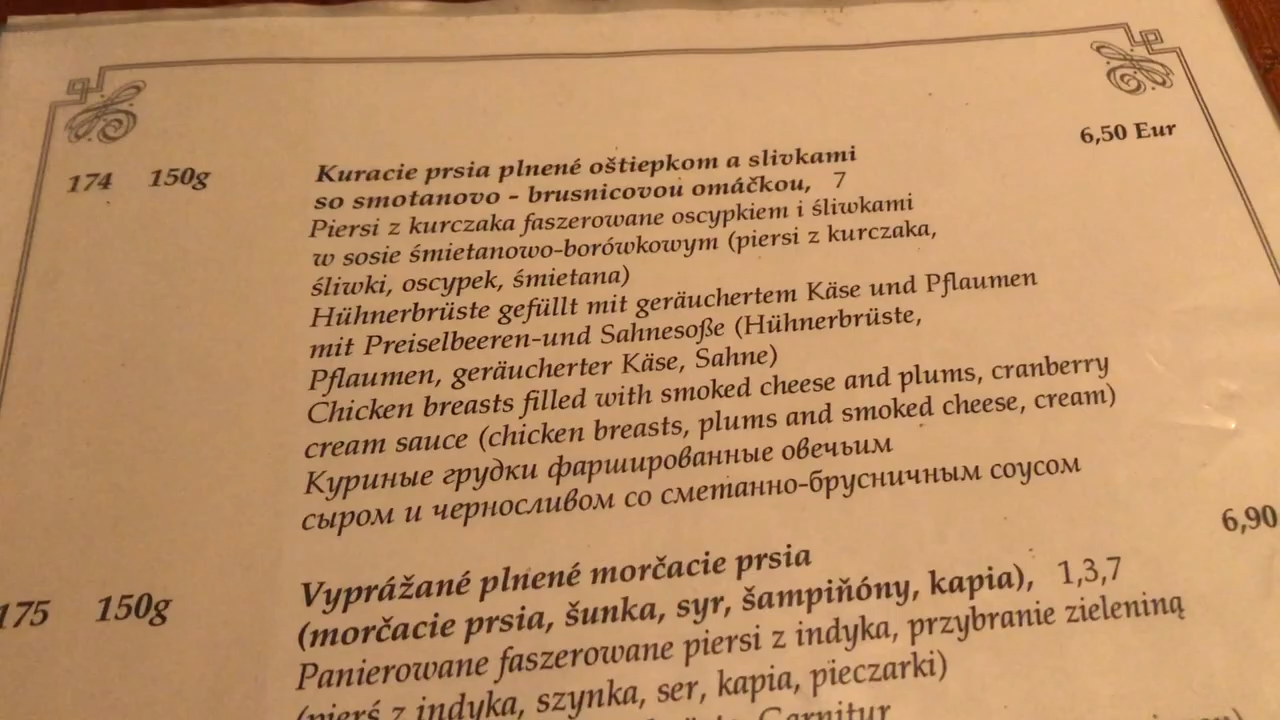 6,50 Eur
174 150g Kuracie prsia plnené oštiepkom a slivkami
so smotanovo - brusnicovou omáčkou, 7
Piersi z kurczaka faszerowane oscypkiem i śliwkami
w sosie śmietanowo-borówkowym (piersi z kurczaka,
śliwki, oscypek, śmietana)
Hühnerbrüste gefüllt mit geräuchertem Käse und Pflaumen
mit Preiselbeeren-und Sahnesoße (Hühnerbrüste,
Pflaumen, geräucherter Käse, Sahne)
Chicken breasts filled with smoked cheese and plums, cranberry
cream sauce (chicken breasts, plums and smoked cheese, cream)
Куриные грудки фаршированные овечьим
сыром и черносливом со сметанно-брусничным соусом
6,90
175 150g Vyprážané plnené morčacie prsia
(morčacie prsia, šunka, syr, šampiňóny, kapia), 1,3,7
Panierowane faszerowane piersi z indyka, przybranie zieleniną
(pierś z indyka, szynka, ser, kapia, pieczarki)
Garnitur